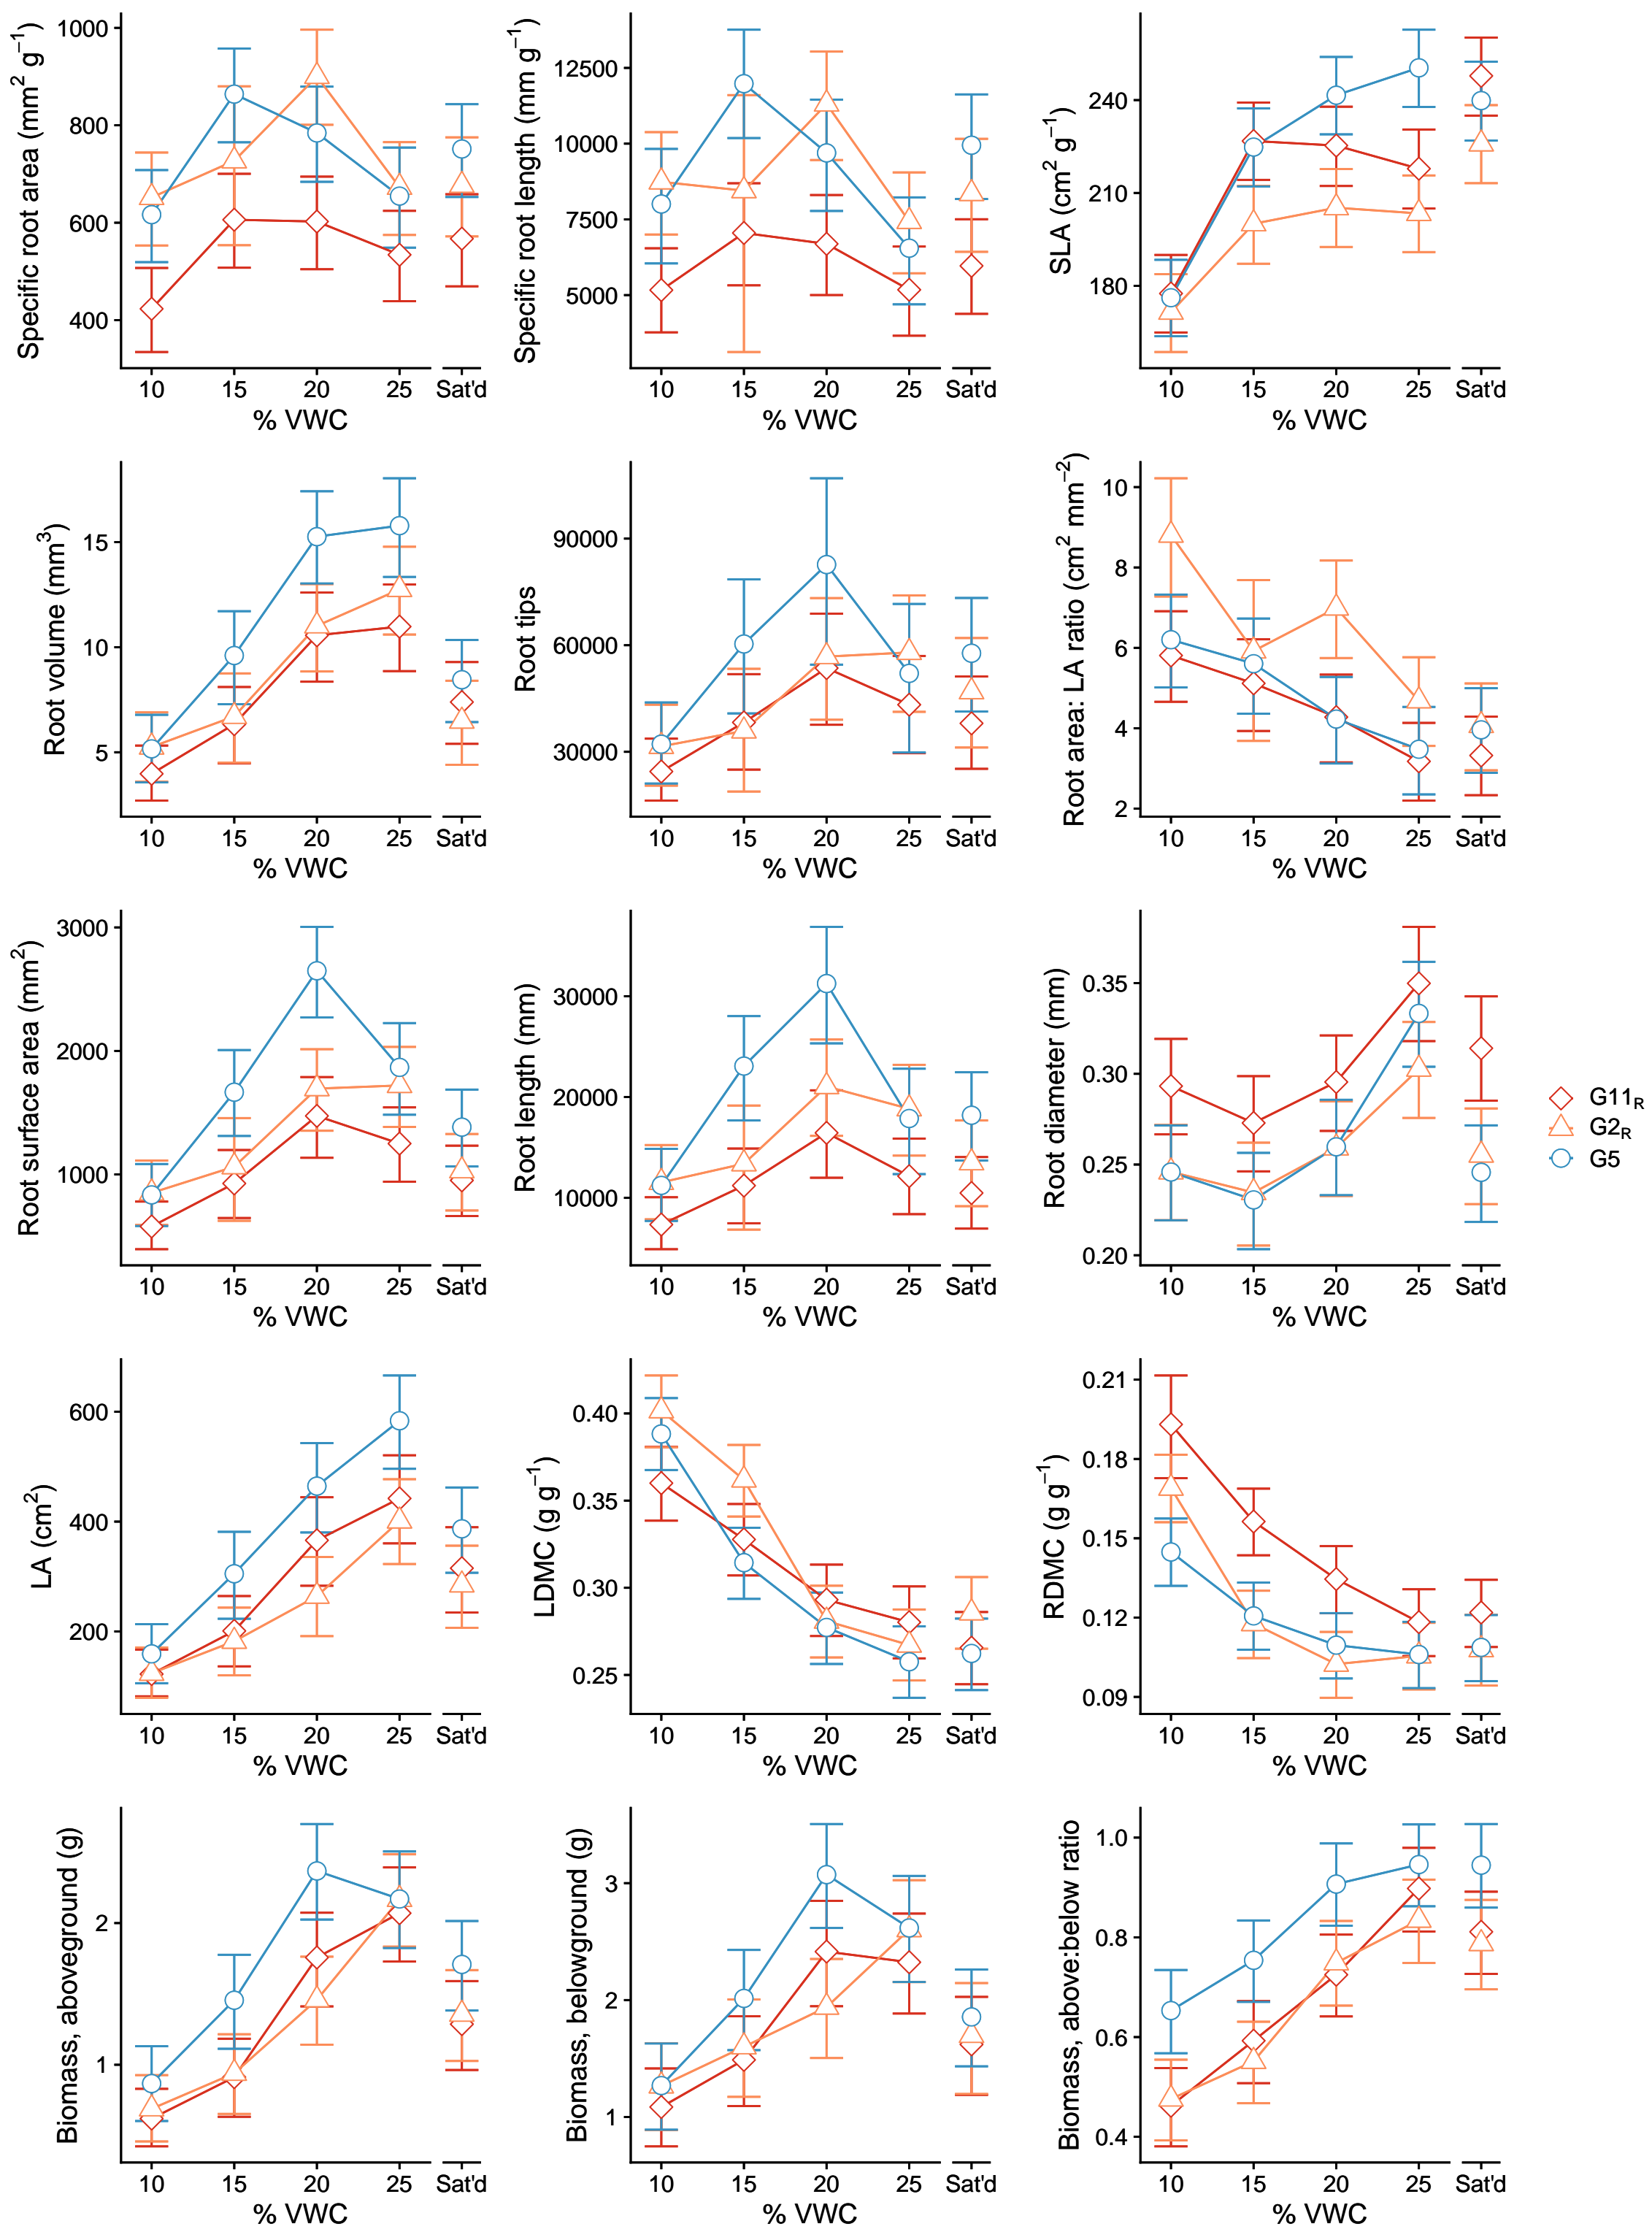 Specific root area (mm² g⁻¹)
1000
800
600
400
10 15 20 25 Sat'd
% VWC
Specific root length (mm g⁻¹)
12500
10000
7500
5000
10 15 20 25 Sat'd
% VWC
SLA (cm² g⁻¹)
240
210
180
10 15 20 25 Sat'd
% VWC
Root volume (mm³)
15
10
5
10 15 20 25 Sat'd
% VWC
Root tips
90000
60000
30000
10 15 20 25 Sat'd
% VWC
Root area: LA ratio (cm² mm⁻²)
10
8
6
4
2
10 15 20 25 Sat'd
% VWC
Root surface area (mm²)
3000
2000
1000
10 15 20 25 Sat'd
% VWC
Root length (mm)
30000
20000
10000
10 15 20 25 Sat'd
% VWC
Root diameter (mm)
0.35
0.30
0.25
0.20
10 15 20 25 Sat'd
% VWC
G11R
G2R
G5
LA (cm²)
600
400
200
10 15 20 25 Sat'd
% VWC
LDMC (g g⁻¹)
0.40
0.35
0.30
0.25
10 15 20 25 Sat'd
% VWC
RDMC (g g⁻¹)
0.21
0.18
0.15
0.12
0.09
10 15 20 25 Sat'd
% VWC
Biomass, aboveground (g)
2
1
10 15 20 25 Sat'd
% VWC
Biomass, belowground (g)
3
2
1
10 15 20 25 Sat'd
% VWC
Biomass, above:below ratio
1.0
0.8
0.6
0.4
10 15 20 25 Sat'd
% VWC